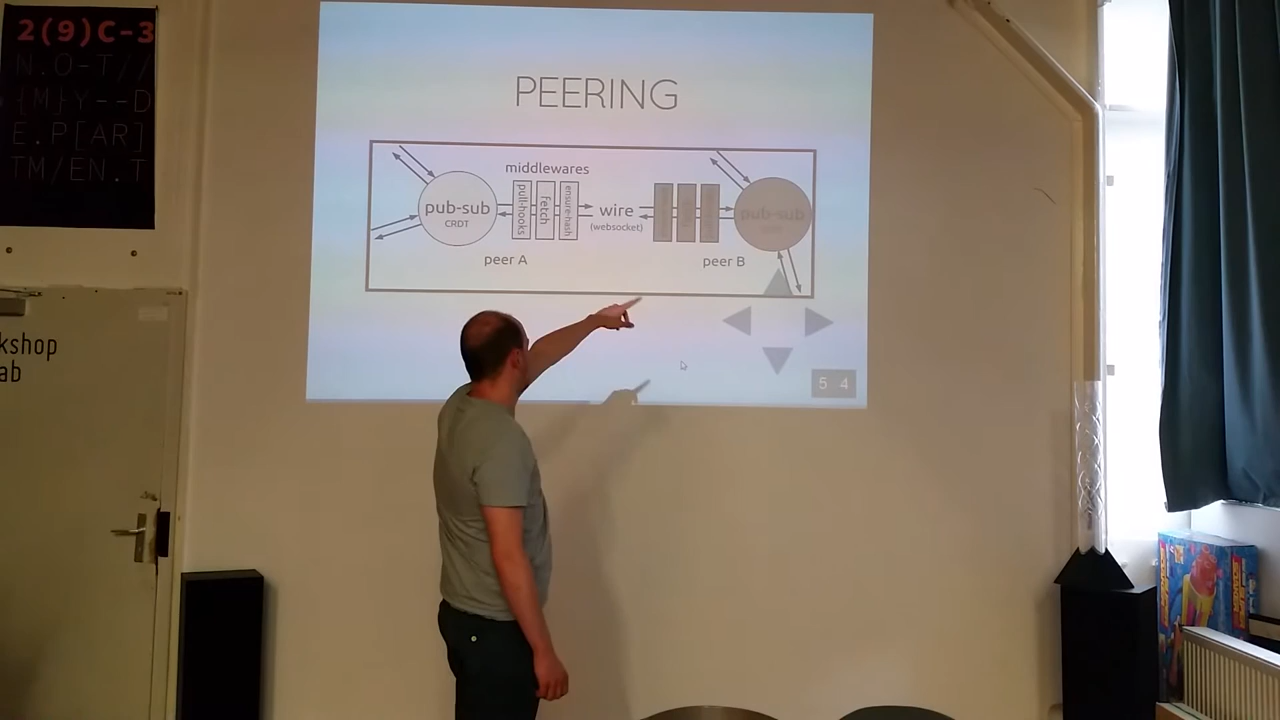 2(9)C-3
N.O-T//
{M}Y--D
E.P[AR]
TM/EN.T
kshop
ab
PEERING
middlewares
pub-sub
CRDT
pull-hooks
fetch
ensure-hash
wire
(websocket)
pub-sub
peer A
peer B
5 4